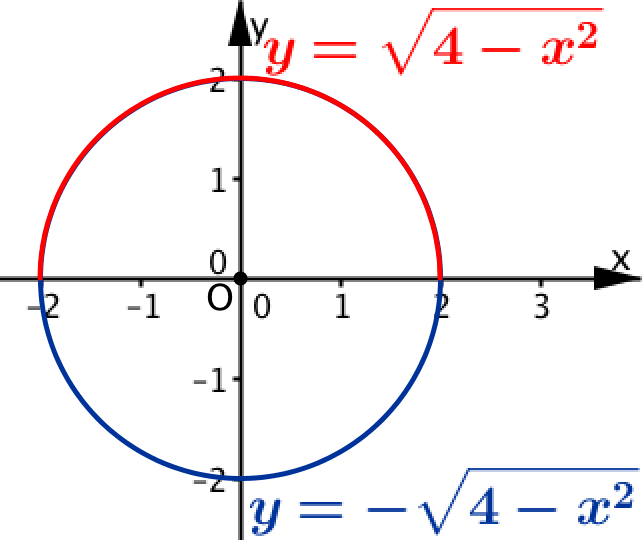 y
y = √(4 − x²)
2
1
0
x
O
−2 −1 0 1 2 3
−1
−2
y = −√(4 − x²)